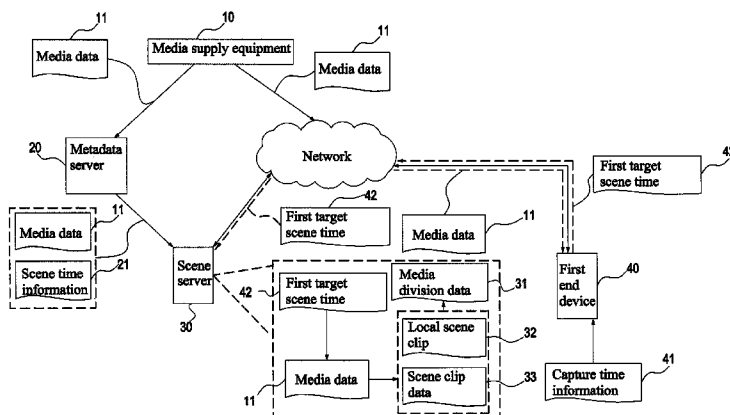 11
10
11
Media data
Media supply equipment
Media data
20
Metadata
server
Network
42
First target
scene time
11
Media data
Scene time
information
21
Scene
server
30
42
First target
scene time
11
Media data
First
end
device
40
42
First target
scene time
Media
division data
31
Local scene
clip
32
11
Media data
Scene clip
data
33
Capture time
information
41